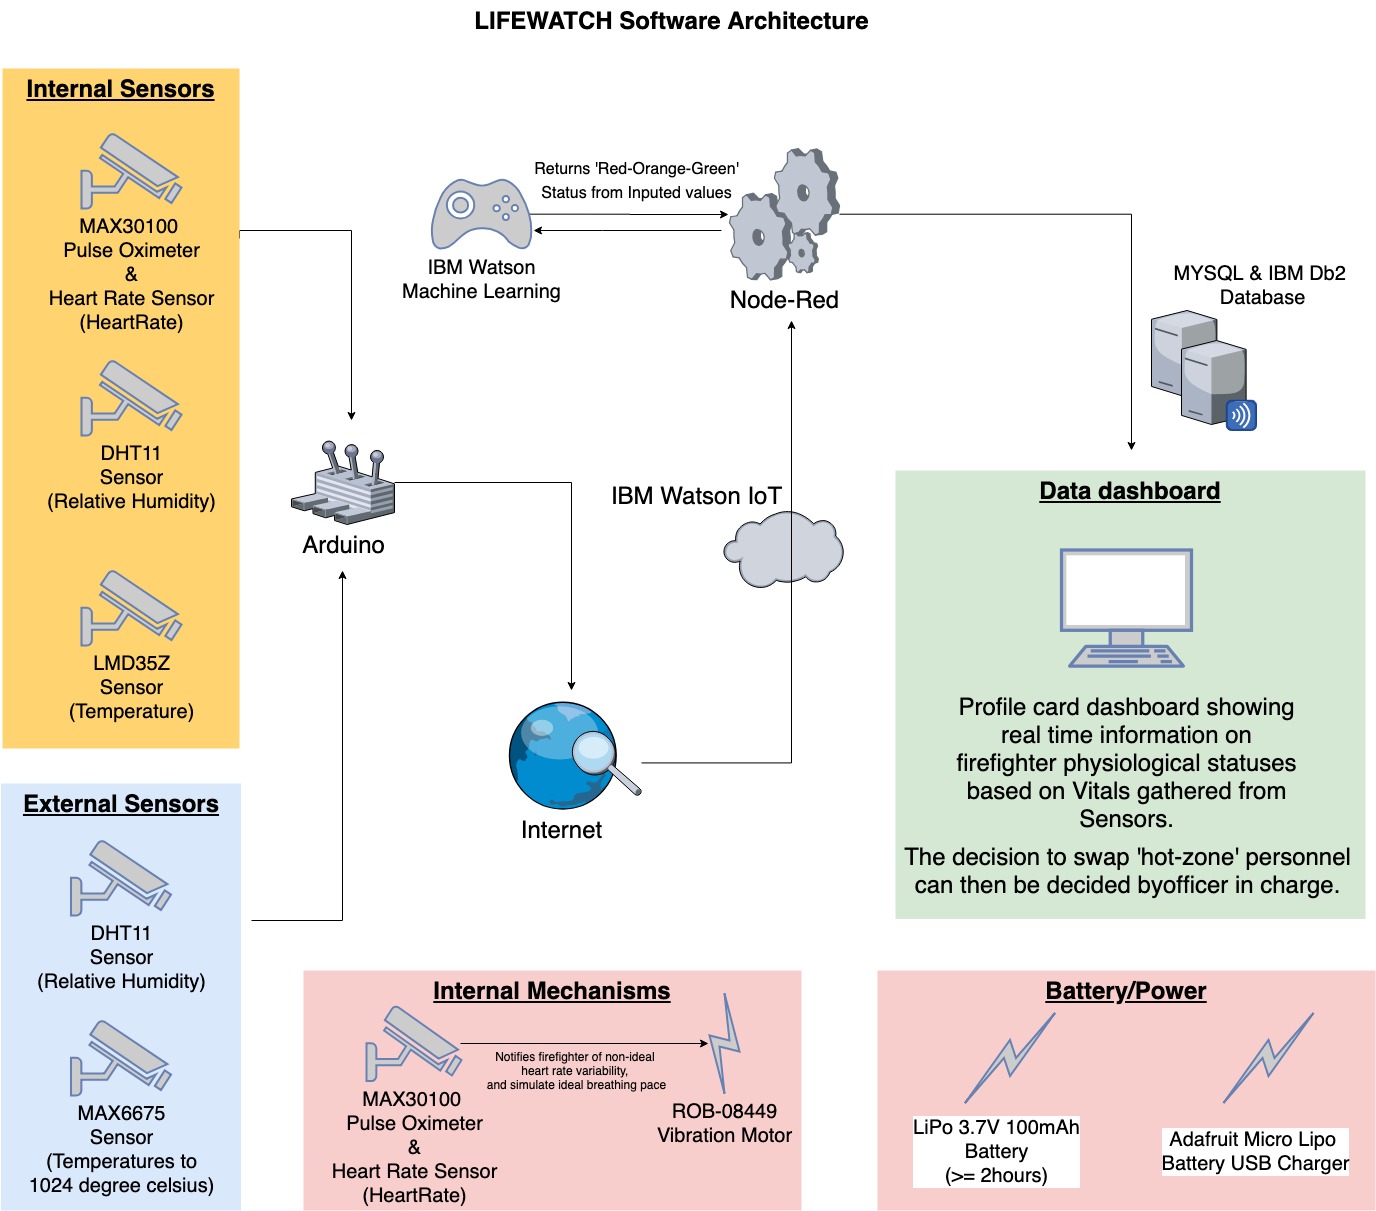 LIFEWATCH Software Architecture
Internal Sensors
MAX30100
Pulse Oximeter
&
Heart Rate Sensor
(HeartRate)
DHT11
Sensor
(Relative Humidity)
LMD35Z
Sensor
(Temperature)
External Sensors
DHT11
Sensor
(Relative Humidity)
MAX6675
Sensor
(Temperatures to
1024 degree celsius)
Arduino
Internet
IBM Watson IoT
Returns 'Red-Orange-Green'
Status from Inputed values
IBM Watson
Machine Learning
Node-Red
MYSQL & IBM Db2
Database
Data dashboard
Profile card dashboard showing
real time information on
firefighter physiological statuses
based on Vitals gathered from
Sensors.
The decision to swap 'hot-zone' personnel
can then be decided byofficer in charge.
Internal Mechanisms
Notifies firefighter of non-ideal
heart rate variability,
and simulate ideal breathing pace
MAX30100
Pulse Oximeter
&
Heart Rate Sensor
(HeartRate)
ROB-08449
Vibration Motor
Battery/Power
LiPo 3.7V 100mAh
Battery
(>= 2hours)
Adafruit Micro Lipo
Battery USB Charger